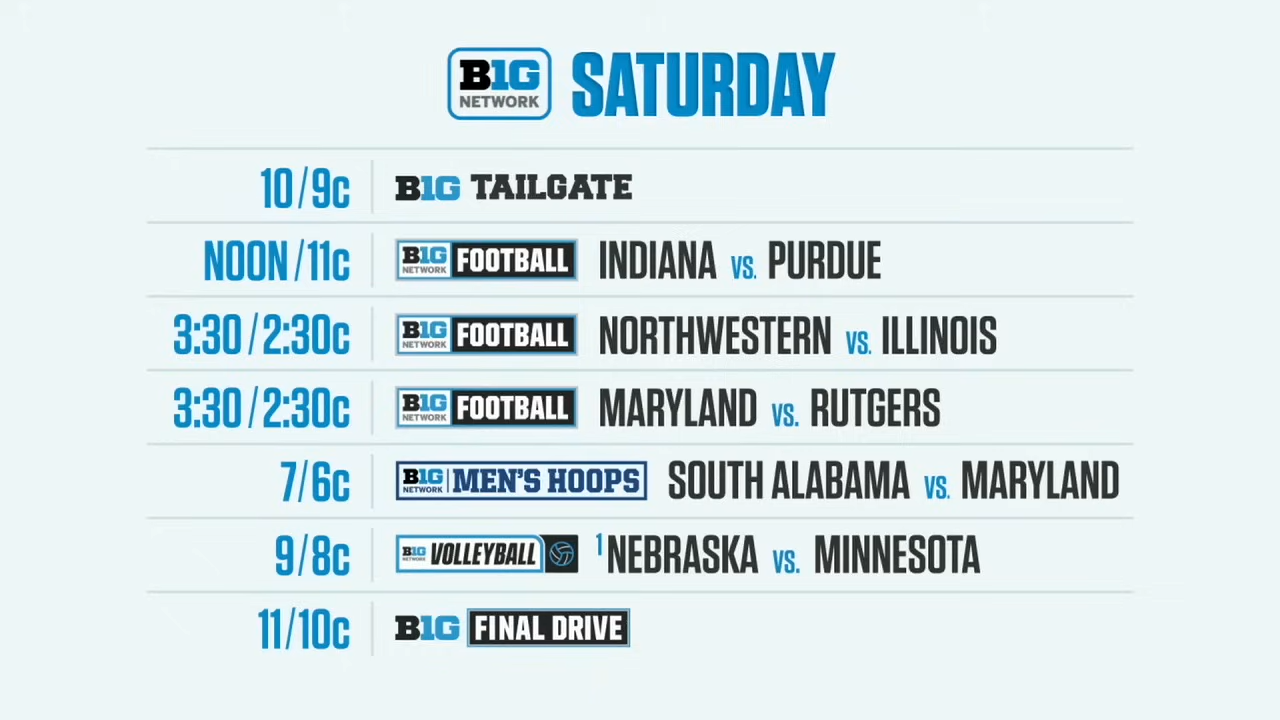 B1G NETWORK SATURDAY
10/9c B1G TAILGATE
NOON/11c B1G NETWORK FOOTBALL INDIANA VS. PURDUE
3:30/2:30c B1G NETWORK FOOTBALL NORTHWESTERN VS. ILLINOIS
3:30/2:30c B1G NETWORK FOOTBALL MARYLAND VS. RUTGERS
7/6c B1G NETWORK MEN'S HOOPS SOUTH ALABAMA VS. MARYLAND
9/8c B1G NETWORK VOLLEYBALL 1 NEBRASKA VS. MINNESOTA
11/10c B1G FINAL DRIVE